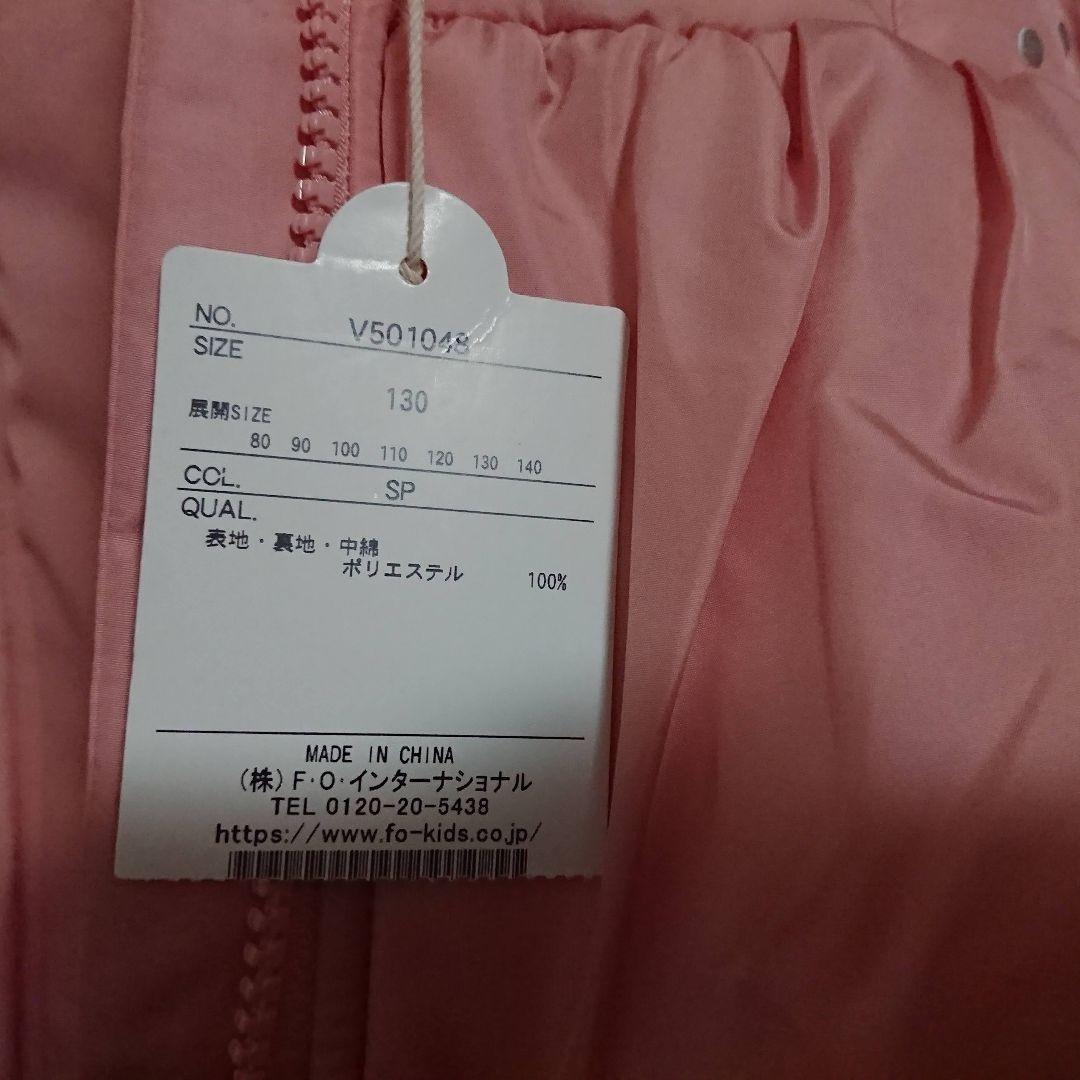 NO. V501048
SIZE
130
展開SIZE
80 90 100 110 120 130 140
COL. SP
QUAL.
表地・裏地・中綿
ポリエステル 100%
MADE IN CHINA
(株)F·O·インターナショナル
TEL 0120-20-5438
https://www.fo-kids.co.jp/